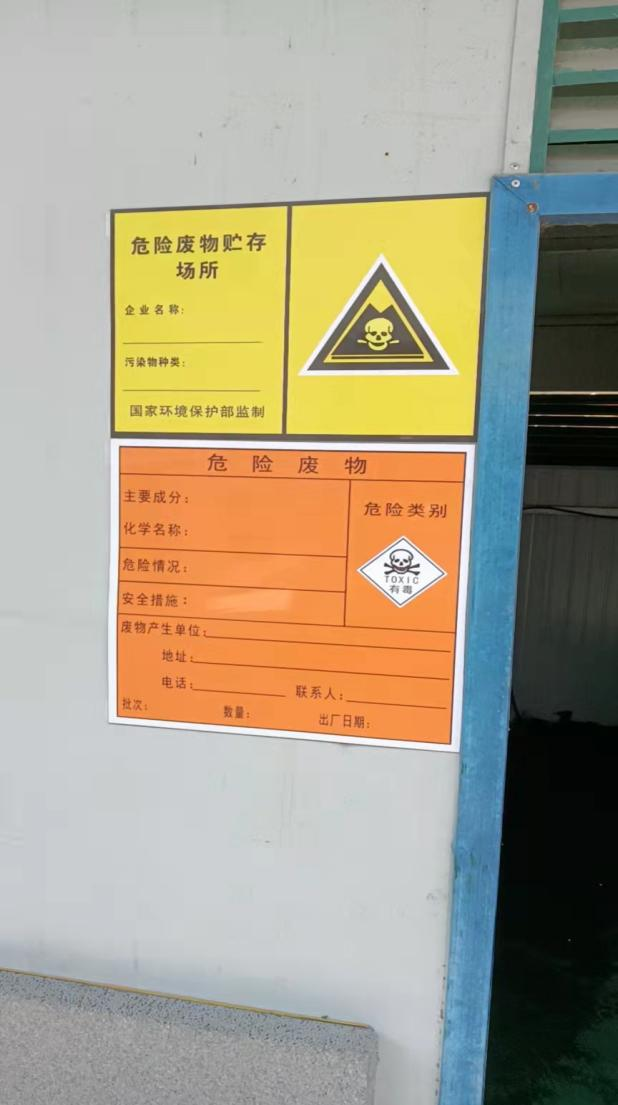 危险废物贮存
场所
企业名称：
污染物种类：
国家环境保护部监制
危险废物
主要成分：
化学名称：
危险情况：
安全措施：
危险类别
TOXIC
有毒
废物产生单位：
地址：
电话： 联系人：
批次： 数量： 出厂日期：